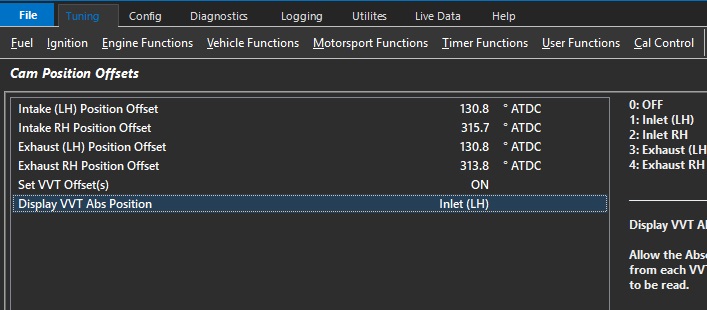 File Tuning Config Diagnostics Logging Utilites Live Data Help
Fuel Ignition Engine Functions Vehicle Functions Motorsport Functions Timer Functions User Functions Cal Control
Cam Position Offsets
Intake (LH) Position Offset 130.8 ° ATDC
Intake RH Position Offset 315.7 ° ATDC
Exhaust (LH) Position Offset 130.8 ° ATDC
Exhaust RH Position Offset 313.8 ° ATDC
Set VVT Offset(s) ON
Display VVT Abs Position Inlet (LH)
0: OFF
1: Inlet (LH)
2: Inlet RH
3: Exhaust (LH
4: Exhaust RH
Display VVT
Allow the
from each
to be read.